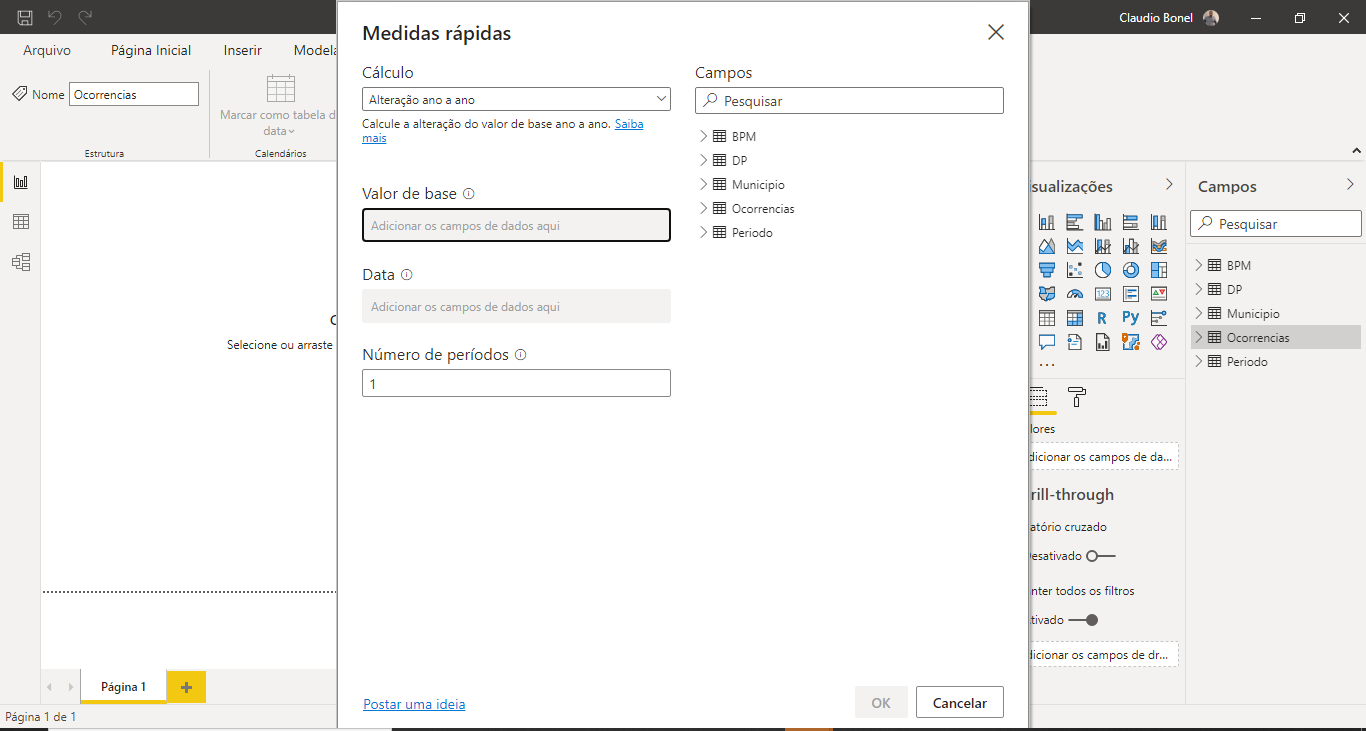 Claudio Bonel
Arquivo
Página Inicial
Inserir
Modela
Nome
Ocorrencias
Marcar como tabela d
data
Estrutura
Calendários
Selecione ou arraste
Página 1
Página 1 de 1
Medidas rápidas
Cálculo
Alteração ano a ano
Calcule a alteração do valor de base ano a ano. Saiba
mais
Valor de base
Adicionar os campos de dados aqui
Data
Adicionar os campos de dados aqui
Número de períodos
1
Campos
Pesquisar
BPM
DP
Municipio
Ocorrencias
Periodo
Postar uma ideia
OK
Cancelar
sualizações
123
R
Py
lores
dicionar os campos de da...
rill-through
atório cruzado
esativado
nter todos os filtros
tivado
dicionar os campos de dr...
Campos
Pesquisar
BPM
DP
Municipio
Ocorrencias
Periodo